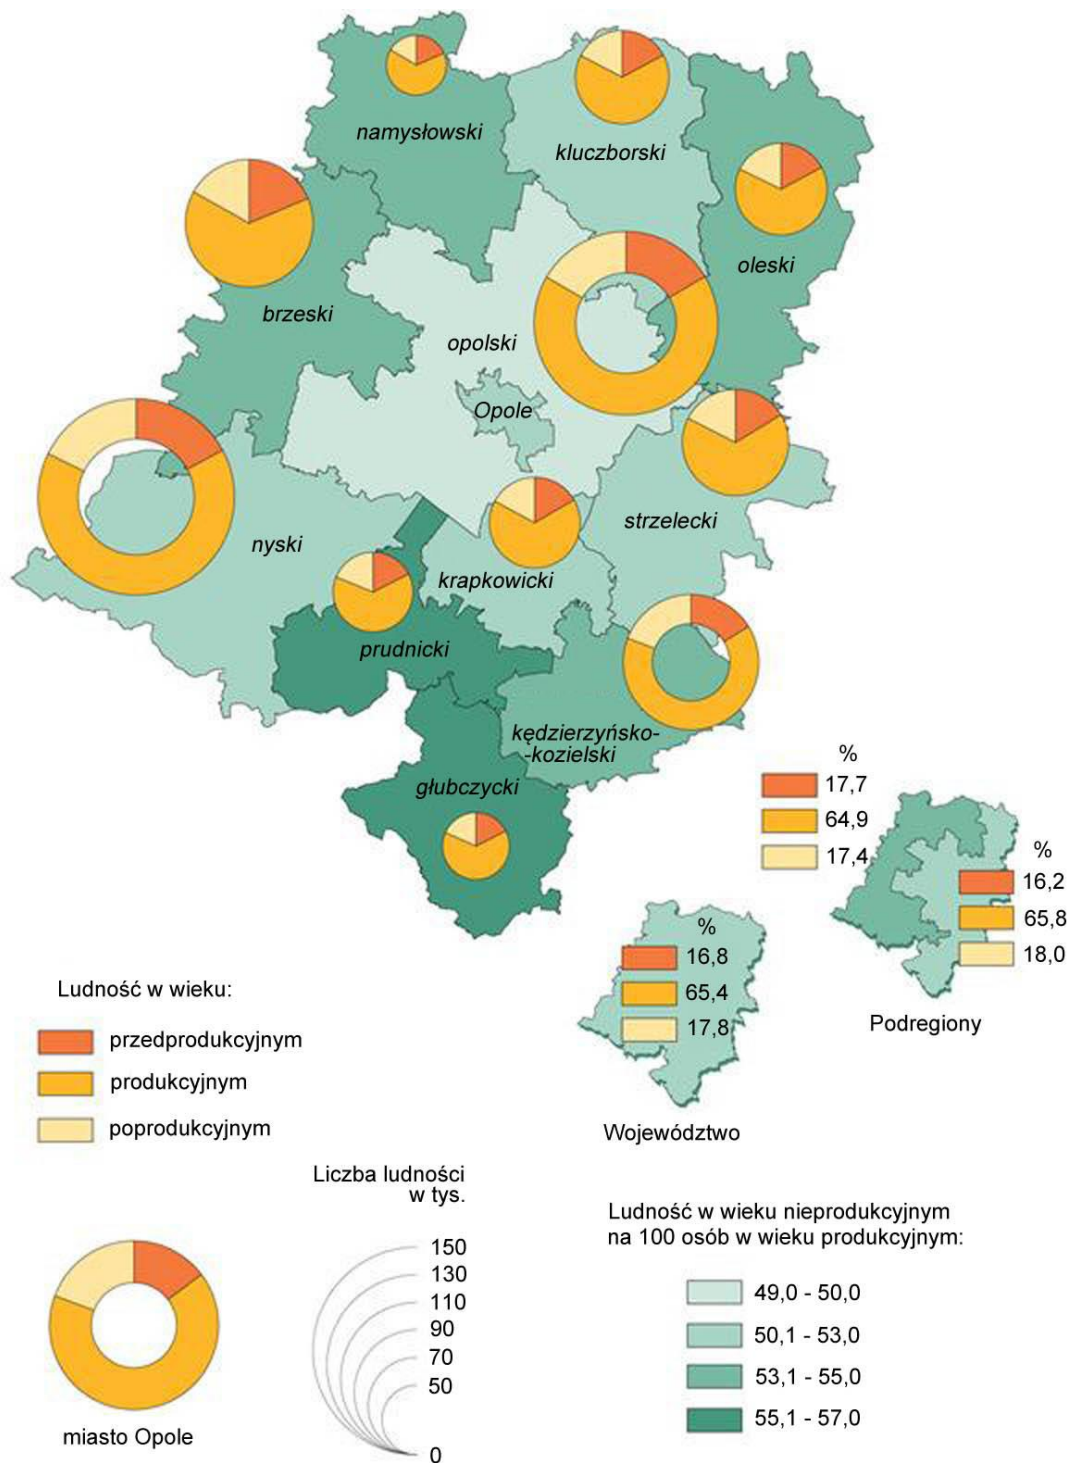 namysłowski
kluczborski
oleski
brzeski
opolski
Opole
strzelecki
nyski
krapkowicki
prudnicki
kędzierzyńsko-
-kozielski
głubczycki
%
17,7
64,9
17,4
%
16,2
65,8
18,0
Podregiony
%
16,8
65,4
17,8
Województwo
Ludność w wieku:
przedprodukcyjnym
produkcyjnym
poprodukcyjnym
miasto Opole
Liczba ludności
w tys.
150
130
110
90
70
50
0
Ludność w wieku nieprodukcyjnym
na 100 osób w wieku produkcyjnym:
49,0 - 50,0
50,1 - 53,0
53,1 - 55,0
55,1 - 57,0